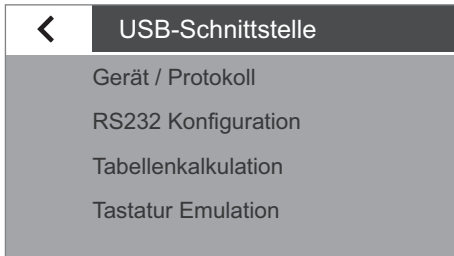 USB-Schnittstelle
Gerät / Protokoll
RS232 Konfiguration
Tabellenkalkulation
Tastatur Emulation